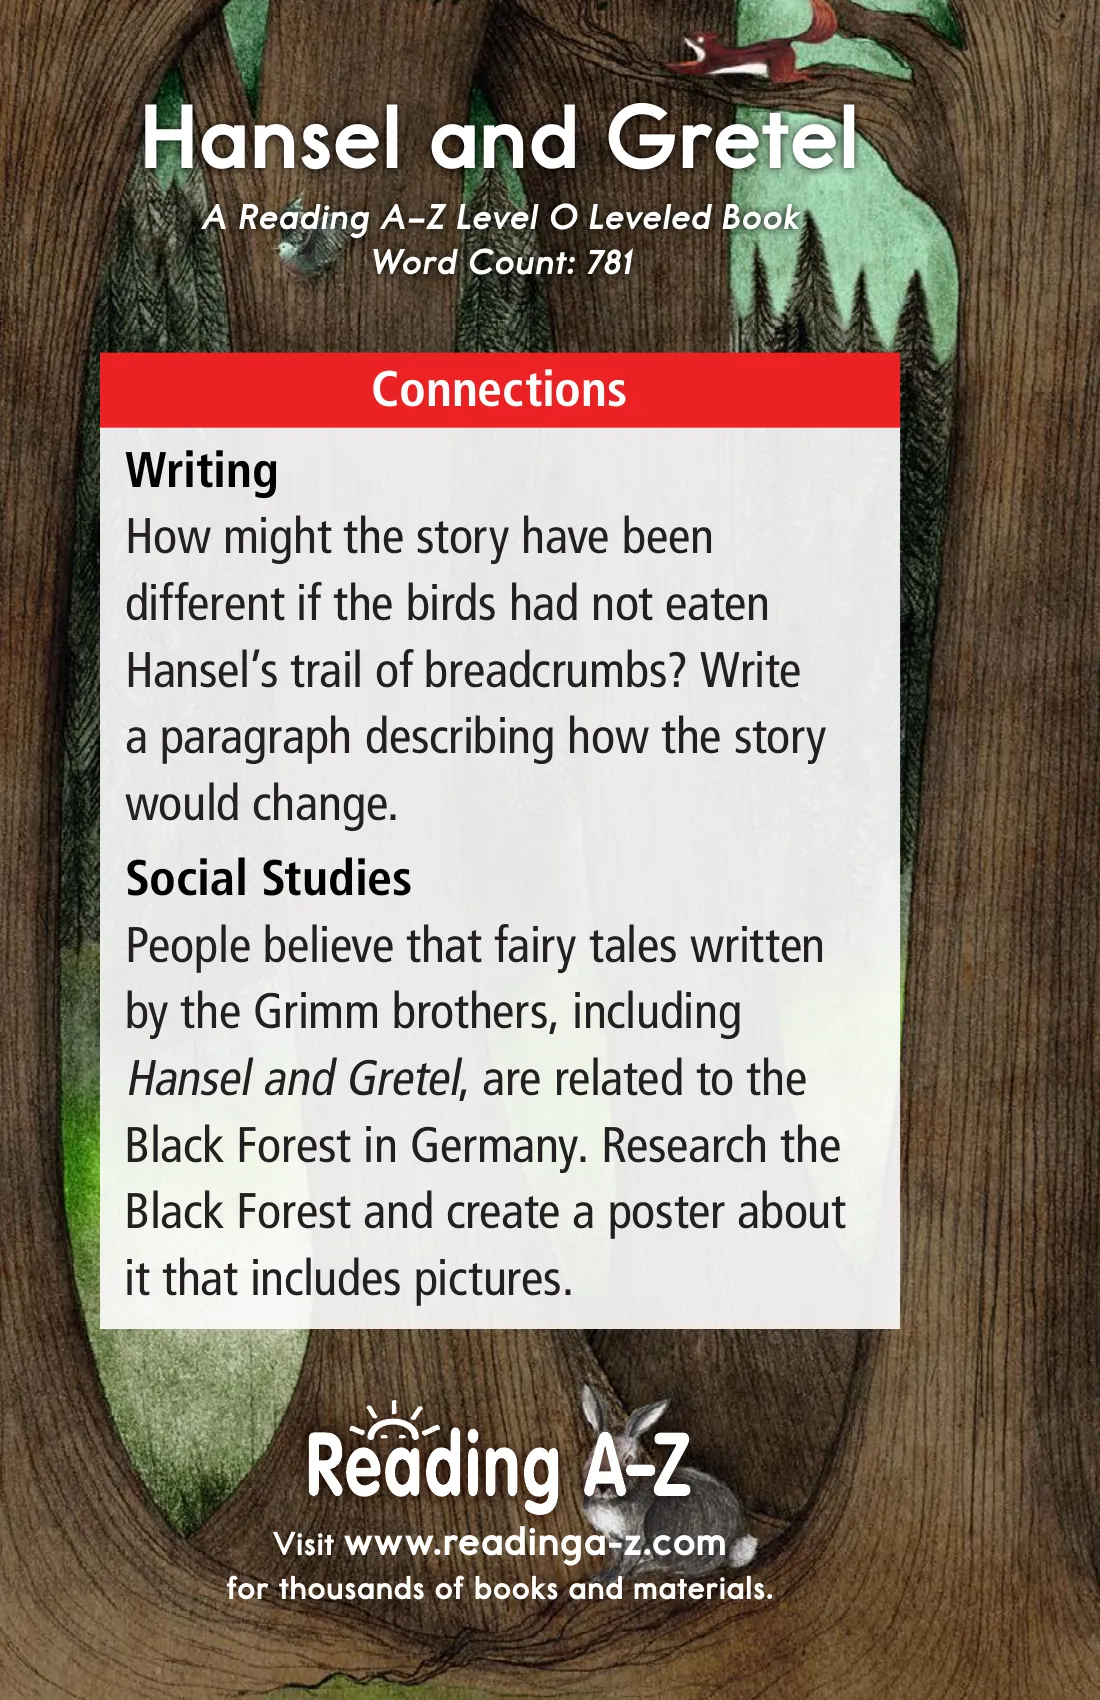 Hansel and Gretel
A Reading A–Z Level O Leveled Book
Word Count: 781
Connections
Writing
How might the story have been
different if the birds had not eaten
Hansel’s trail of breadcrumbs? Write
a paragraph describing how the story
would change.
Social Studies
People believe that fairy tales written
by the Grimm brothers, including
Hansel and Gretel, are related to the
Black Forest in Germany. Research the
Black Forest and create a poster about
it that includes pictures.
Reading A–Z
Visit www.readinga-z.com
for thousands of books and materials.